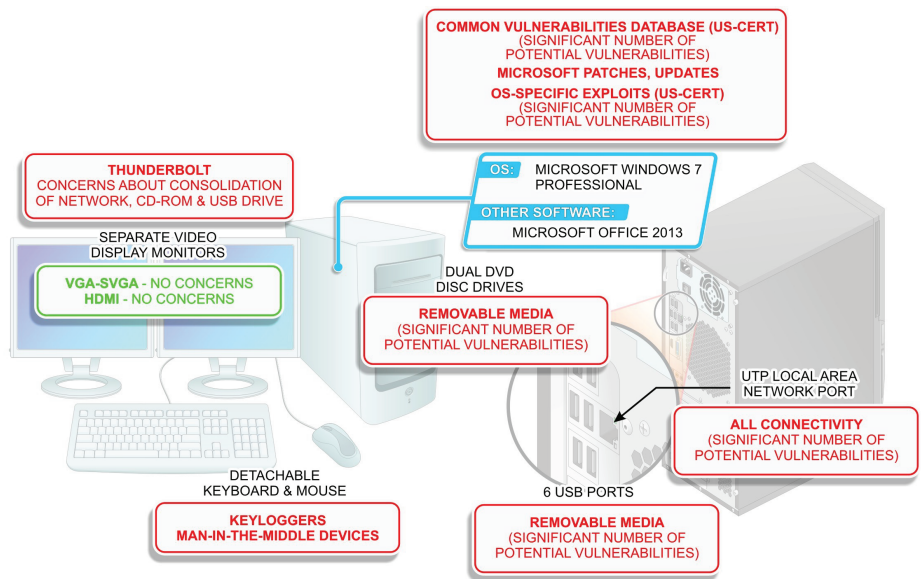 COMMON VULNERABILITIES DATABASE (US-CERT)
(SIGNIFICANT NUMBER OF
POTENTIAL VULNERABILITIES)
MICROSOFT PATCHES, UPDATES
OS-SPECIFIC EXPLOITS (US-CERT)
(SIGNIFICANT NUMBER OF
POTENTIAL VULNERABILITIES)
OS: MICROSOFT WINDOWS 7
PROFESSIONAL
OTHER SOFTWARE:
MICROSOFT OFFICE 2013
THUNDERBOLT
CONCERNS ABOUT CONSOLIDATION
OF NETWORK, CD-ROM & USB DRIVE
SEPARATE VIDEO
DISPLAY MONITORS
VGA-SVGA - NO CONCERNS
HDMI - NO CONCERNS
DUAL DVD
DISC DRIVES
REMOVABLE MEDIA
(SIGNIFICANT NUMBER OF
POTENTIAL VULNERABILITIES)
UTP LOCAL AREA
NETWORK PORT
ALL CONNECTIVITY
(SIGNIFICANT NUMBER OF
POTENTIAL VULNERABILITIES)
DETACHABLE
KEYBOARD & MOUSE
KEYLOGGERS
MAN-IN-THE-MIDDLE DEVICES
6 USB PORTS
REMOVABLE MEDIA
(SIGNIFICANT NUMBER OF
POTENTIAL VULNERABILITIES)